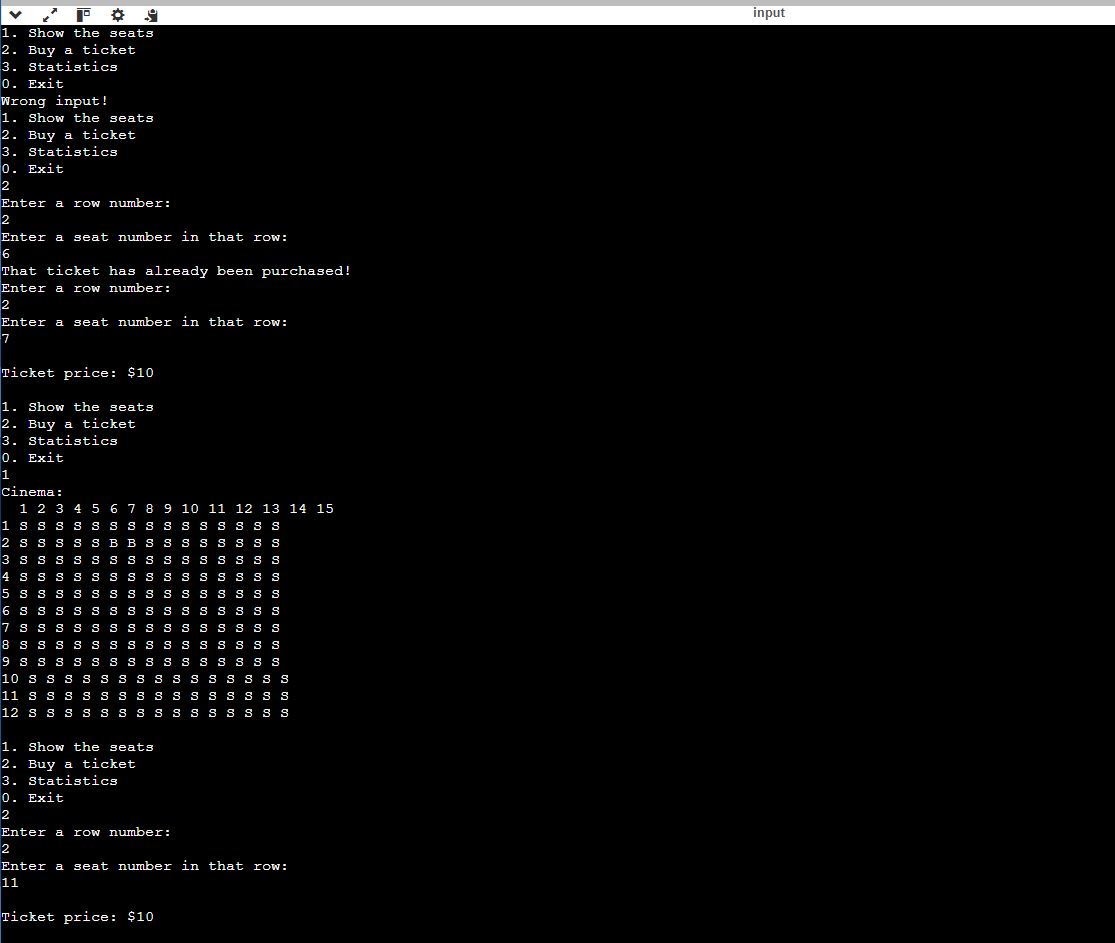 input
1. Show the seats
2. Buy a ticket
3. Statistics
0. Exit
Wrong input!
1. Show the seats
2. Buy a ticket
3. Statistics
0. Exit
2
Enter a row number:
2
Enter a seat number in that row:
6
That ticket has already been purchased!
Enter a row number:
2
Enter a seat number in that row:
7
Ticket price: $10
1. Show the seats
2. Buy a ticket
3. Statistics
0. Exit
1
Cinema:
  1 2 3 4 5 6 7 8 9 10 11 12 13 14 15
1 S S S S S S S S S S S S S S S
2 S S S S S B B S S S S S S S S
3 S S S S S S S S S S S S S S S
4 S S S S S S S S S S S S S S S
5 S S S S S S S S S S S S S S S
6 S S S S S S S S S S S S S S S
7 S S S S S S S S S S S S S S S
8 S S S S S S S S S S S S S S S
9 S S S S S S S S S S S S S S S
10 S S S S S S S S S S S S S S S
11 S S S S S S S S S S S S S S S
12 S S S S S S S S S S S S S S S
1. Show the seats
2. Buy a ticket
3. Statistics
0. Exit
2
Enter a row number:
2
Enter a seat number in that row:
11
Ticket price: $10